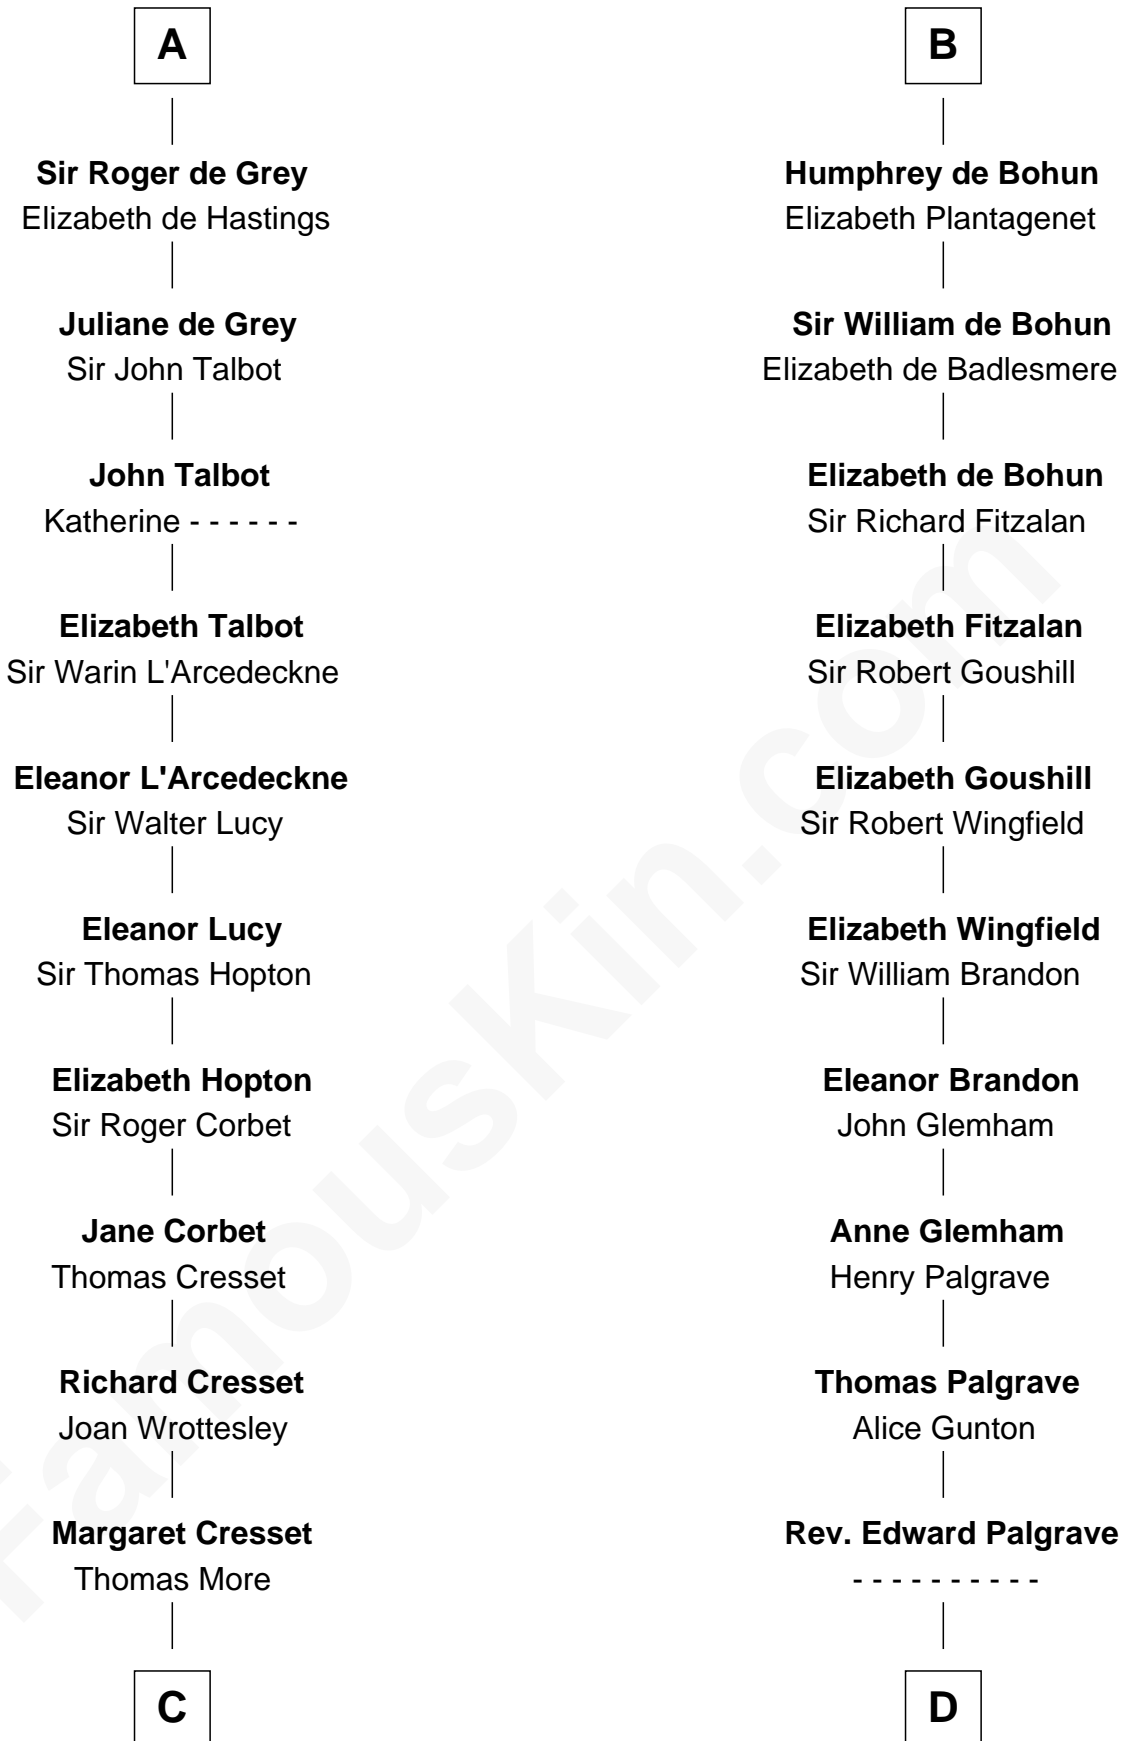 A
Sir Roger de Grey
Elizabeth de Hastings
Juliane de Grey
Sir John Talbot
John Talbot
Katherine - - - - - -
Elizabeth Talbot
Sir Warin L'Arcedeckne
Eleanor L'Arcedeckne
Sir Walter Lucy
Eleanor Lucy
Sir Thomas Hopton
Elizabeth Hopton
Sir Roger Corbet
Jane Corbet
Thomas Cresset
Richard Cresset
Joan Wrottesley
Margaret Cresset
Thomas More
C
B
Humphrey de Bohun
Elizabeth Plantagenet
Sir William de Bohun
Elizabeth de Badlesmere
Elizabeth de Bohun
Sir Richard Fitzalan
Elizabeth Fitzalan
Sir Robert Goushill
Elizabeth Goushill
Sir Robert Wingfield
Elizabeth Wingfield
Sir William Brandon
Eleanor Brandon
John Glemham
Anne Glemham
Henry Palgrave
Thomas Palgrave
Alice Gunton
Rev. Edward Palgrave
- - - - - - - - - -
D
FamousKin.com